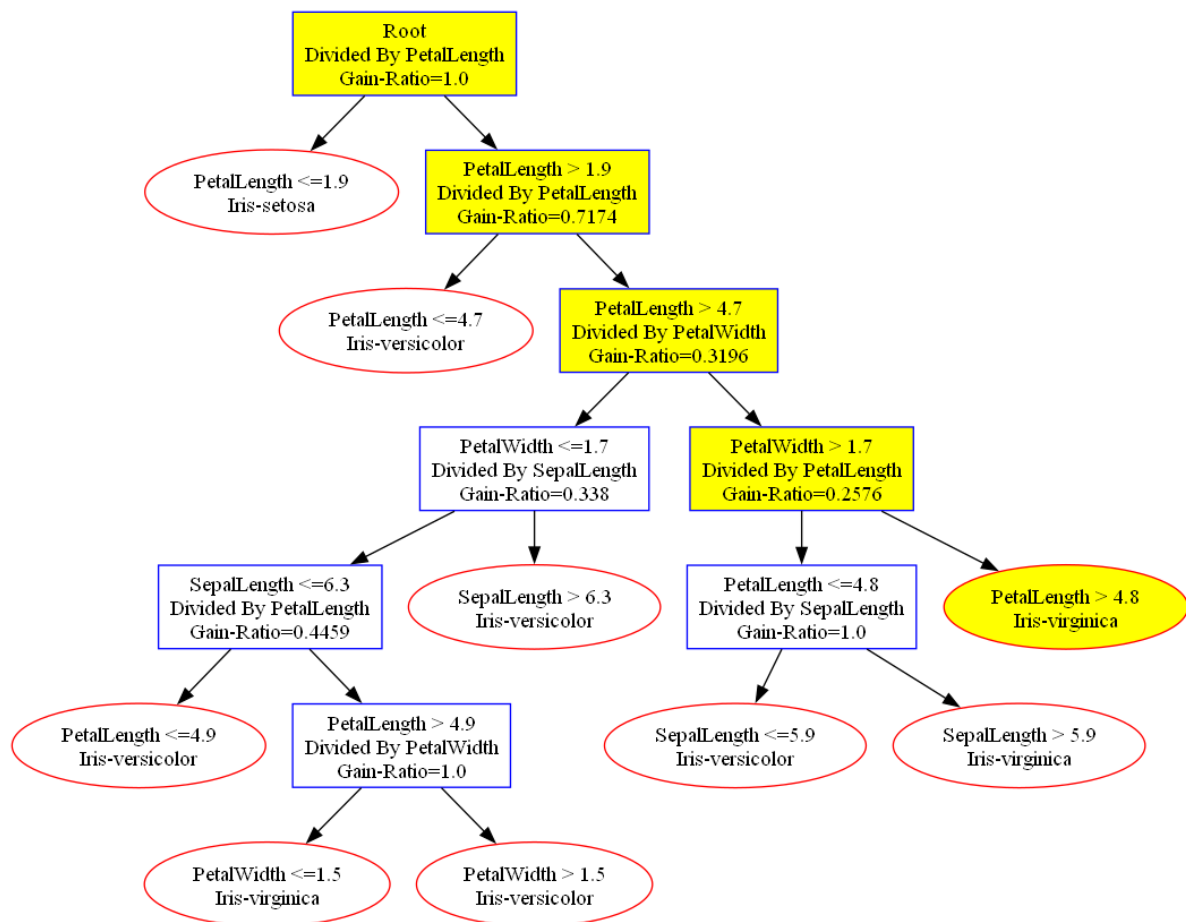 Root
Divided By PetalLength
Gain-Ratio=1.0
PetalLength <=1.9
Iris-setosa
PetalLength > 1.9
Divided By PetalLength
Gain-Ratio=0.7174
PetalLength <=4.7
Iris-versicolor
PetalLength > 4.7
Divided By PetalWidth
Gain-Ratio=0.3196
PetalWidth <=1.7
Divided By SepalLength
Gain-Ratio=0.338
PetalWidth > 1.7
Divided By PetalLength
Gain-Ratio=0.2576
SepalLength <=6.3
Divided By PetalLength
Gain-Ratio=0.4459
SepalLength > 6.3
Iris-versicolor
PetalLength <=4.8
Divided By SepalLength
Gain-Ratio=1.0
PetalLength > 4.8
Iris-virginica
PetalLength <=4.9
Iris-versicolor
PetalLength > 4.9
Divided By PetalWidth
Gain-Ratio=1.0
SepalLength <=5.9
Iris-versicolor
SepalLength > 5.9
Iris-virginica
PetalWidth <=1.5
Iris-virginica
PetalWidth > 1.5
Iris-versicolor